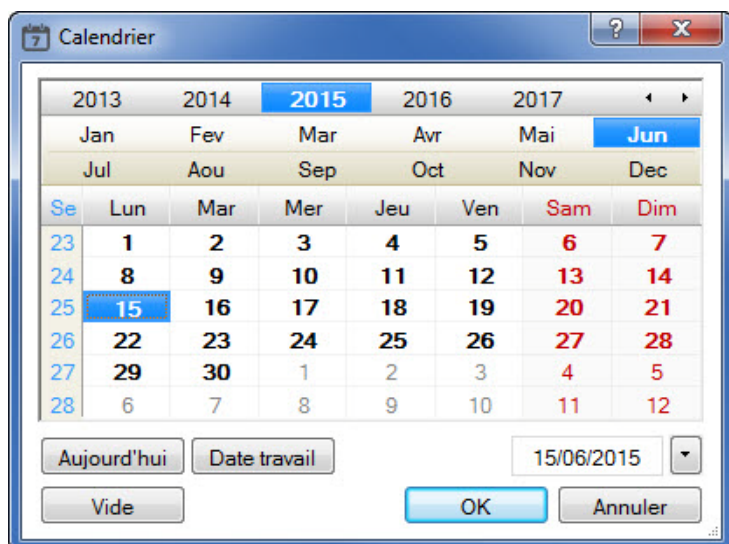 Calendrier
2013 2014 2015 2016 2017
Jan Fev Mar Avr Mai Jun
Jul Aou Sep Oct Nov Dec
Se Lun Mar Mer Jeu Ven Sam Dim
23 1 2 3 4 5 6 7
24 8 9 10 11 12 13 14
25 15 16 17 18 19 20 21
26 22 23 24 25 26 27 28
27 29 30 1 2 3 4 5
28 6 7 8 9 10 11 12
Aujourd'hui Date travail 15/06/2015
Vide OK Annuler